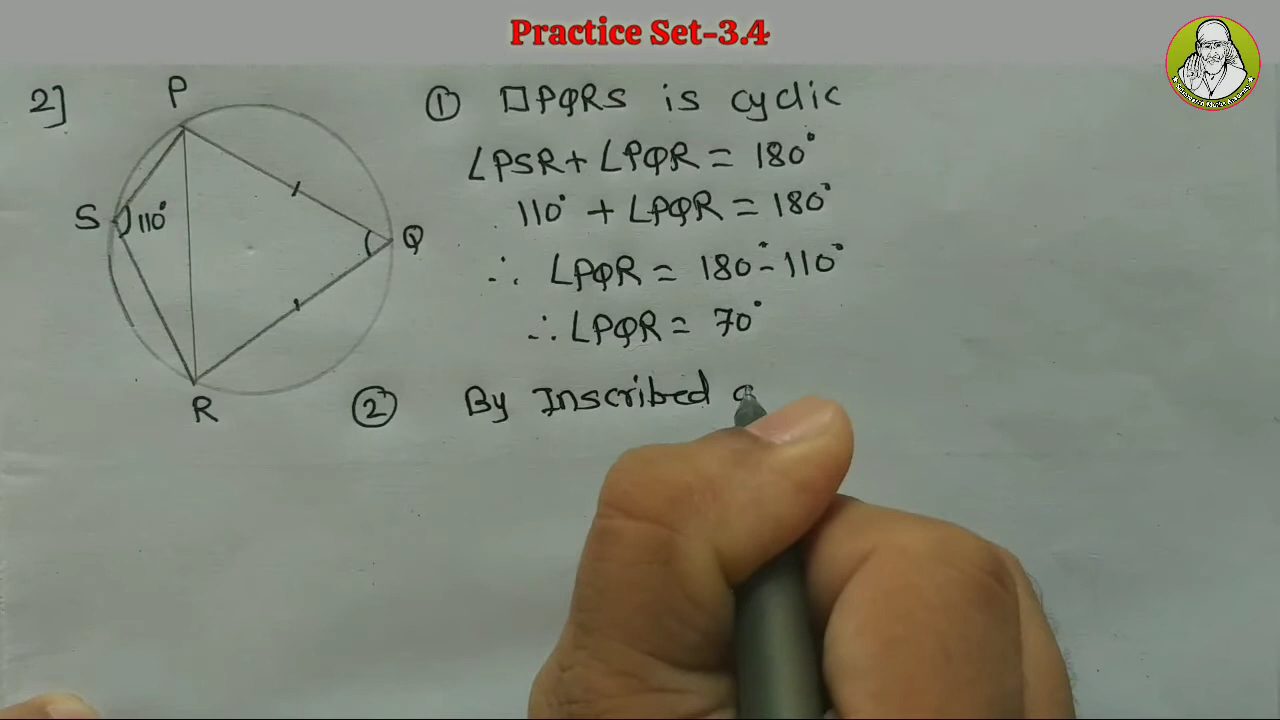 Practice Set-3.4
2]
P
S
110°
Q
R
① □PQRS is cyclic
∠PSR + ∠PQR = 180°
110° + ∠PQR = 180°
∴ ∠PQR = 180° - 110°
∴ ∠PQR = 70°
② By Inscribed a